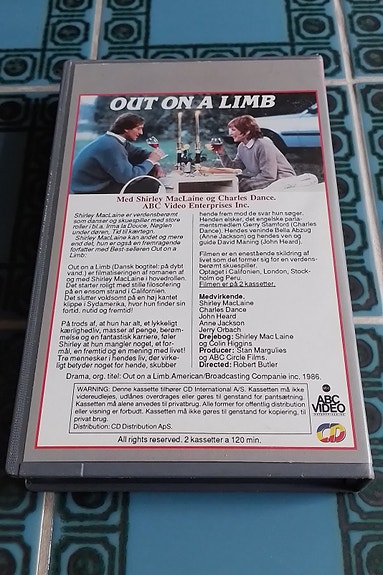 OUT ON A LIMB
Med Shirley MacLaine og Charles Dance.
ABC Video Enterprises Inc.
Shirley MacLaine er verdensberømt
som danser og skuespiller med store
roller i bl.a. Irma la Douce, Nøglen
under døren, Tid til kærtegn.
Shirley MacLaine kan andet og mere
end det, hun er også en fremragende
forfatter med Best-selleren Out on a
Limb:
Out on a Limb (Dansk bogtitel: på dybt
vand.) er filmatiseringen af romanen af
og med Shirley MacLaine i hovedrollen.
Det starter roligt med stille filosofering
på en ensom strand i Californien.
Det slutter voldsomt på en høj kantet
klippe i Sydamerika, hvor hun finder sin
fortid, nutid og fremtid!
På trods af, at hun har alt, et lykkeligt
kærlighedsliv, masser af penge, berøm-
melse og en fantastisk karriere, føler
Shirley at hun mangler noget, et for-
mål, en fremtid og en mening med livet!
Tre mennesker i hendes liv, der virke-
ligt betyder noget for hende, skubber
hende frem mod de svar hun søger.
Henden elsker, det engelske parla-
mentsmedlem Gerry Stamford (Charles
Dance). Hendes veninde Bella Abzug
(Anne Jackson) og hendes ven og
guide David Maning (John Heard).
Filmen er en enestående skildring af
livet som det former sig for en verdens-
berømt skuespiller.
Optaget i Californien, London, Stock-
holm og Peru.
Filmen er på 2 kassetter.
Medvirkende.
Shirley MacLaine
Charles Dance
John Heard
Anne Jackson
Jerry Orbach
Drejebog: Shirley Mac Laine
og Colin Higgins
Producer: Stan Margulies
og ABC Circle Films.
Directed: Robert Butler
Drama, org. titel: Out on a Limb American/Broadcasting Companie inc. 1986.
WARNING: Denne kassette tilhører CD International A/S. Kassetten må ikke
videreudlejes, udlånes overdrages eller gøres til genstand for pantsætning.
Kassetten må alene anvedes til privatbrug. Alle former for offentlig distribution
eller visning er forbudt. Kassetten må ikke gøres til genstand for kopiering, til
privat brug.
Distribution: CD Distribution ApS.
All rights reserved. 2 kassetter a 120 min.
abc
ABC
VIDEO
CD